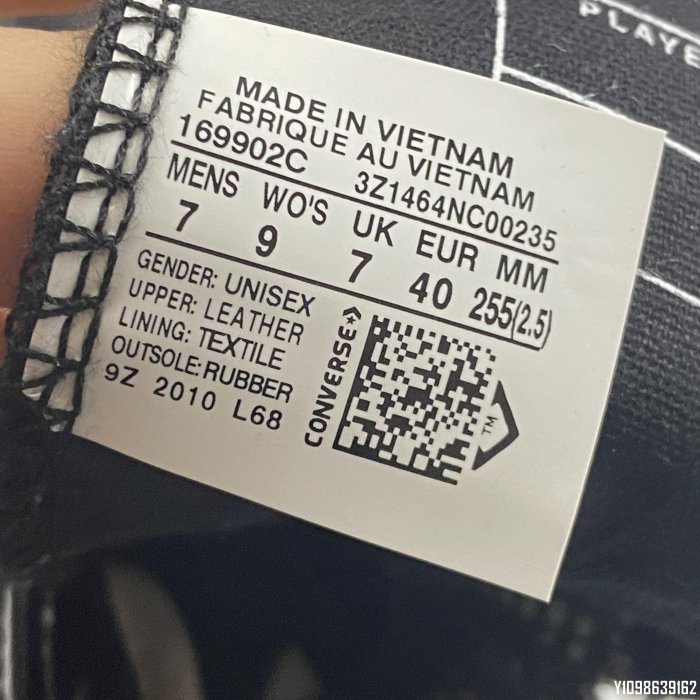 PLAYE
MADE IN VIETNAM
FABRIQUE AU VIETNAM
169902C 3Z1464NC00235
MENS WO'S UK EUR MM
7 9 7 40 255(2.5)
GENDER: UNISEX
UPPER: LEATHER
LINING: TEXTILE
OUTSOLE:RUBBER
9Z 2010 L68
CONVERSE
TM
Y1098639162